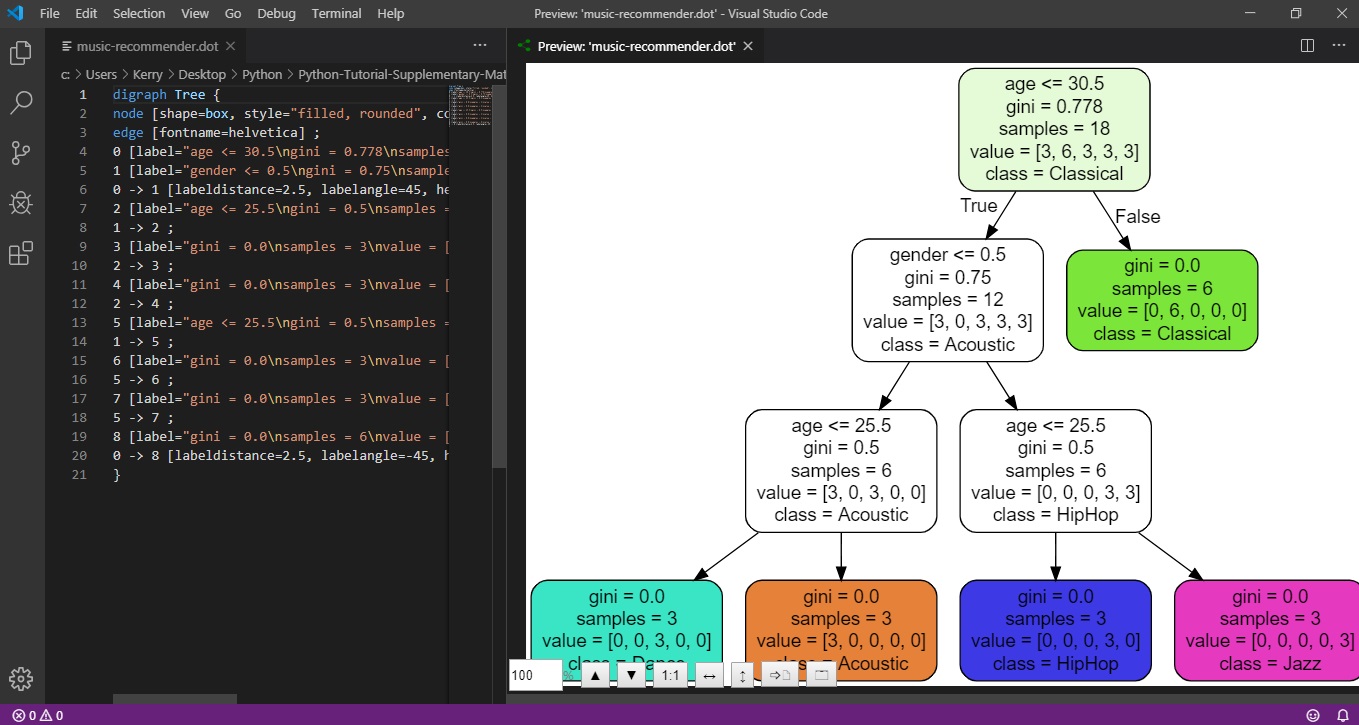 File Edit Selection View Go Debug Terminal Help
Preview: 'music-recommender.dot' - Visual Studio Code
music-recommender.dot
C: > Users > Kerry > Desktop > Python > Python-Tutorial-Supplementary-Mat
1 digraph Tree {
2 node [shape=box, style="filled, rounded", co
3 edge [fontname=helvetica] ;
4 0 [label="age <= 30.5\ngini = 0.778\nsamples
5 1 [label="gender <= 0.5\ngini = 0.75\nsample
6 0 -> 1 [labeldistance=2.5, labelangle=45, he
7 2 [label="age <= 25.5\ngini = 0.5\nsamples =
8 1 -> 2 ;
9 3 [label="gini = 0.0\nsamples = 3\nvalue = [
10 2 -> 3 ;
11 4 [label="gini = 0.0\nsamples = 3\nvalue = [
12 2 -> 4 ;
13 5 [label="age <= 25.5\ngini = 0.5\nsamples =
14 1 -> 5 ;
15 6 [label="gini = 0.0\nsamples = 3\nvalue = [
16 5 -> 6 ;
17 7 [label="gini = 0.0\nsamples = 3\nvalue = [
18 5 -> 7 ;
19 8 [label="gini = 0.0\nsamples = 6\nvalue = [
20 0 -> 8 [labeldistance=2.5, labelangle=-45, h
21 }
Preview: 'music-recommender.dot'
age <= 30.5
gini = 0.778
samples = 18
value = [3, 6, 3, 3, 3]
class = Classical
True
False
gender <= 0.5
gini = 0.75
samples = 12
value = [3, 0, 3, 3, 3]
class = Acoustic
gini = 0.0
samples = 6
value = [0, 6, 0, 0, 0]
class = Classical
age <= 25.5
gini = 0.5
samples = 6
value = [3, 0, 3, 0, 0]
class = Acoustic
age <= 25.5
gini = 0.5
samples = 6
value = [0, 0, 0, 3, 3]
class = HipHop
gini = 0.0
samples = 3
value = [0, 0, 3, 0, 0]
class = Dance
gini = 0.0
samples = 3
value = [3, 0, 0, 0, 0]
class = Acoustic
gini = 0.0
samples = 3
value = [0, 0, 0, 3, 0]
class = HipHop
gini = 0.0
samples = 3
value = [0, 0, 0, 0, 3]
class = Jazz
100 % 1:1
0 0